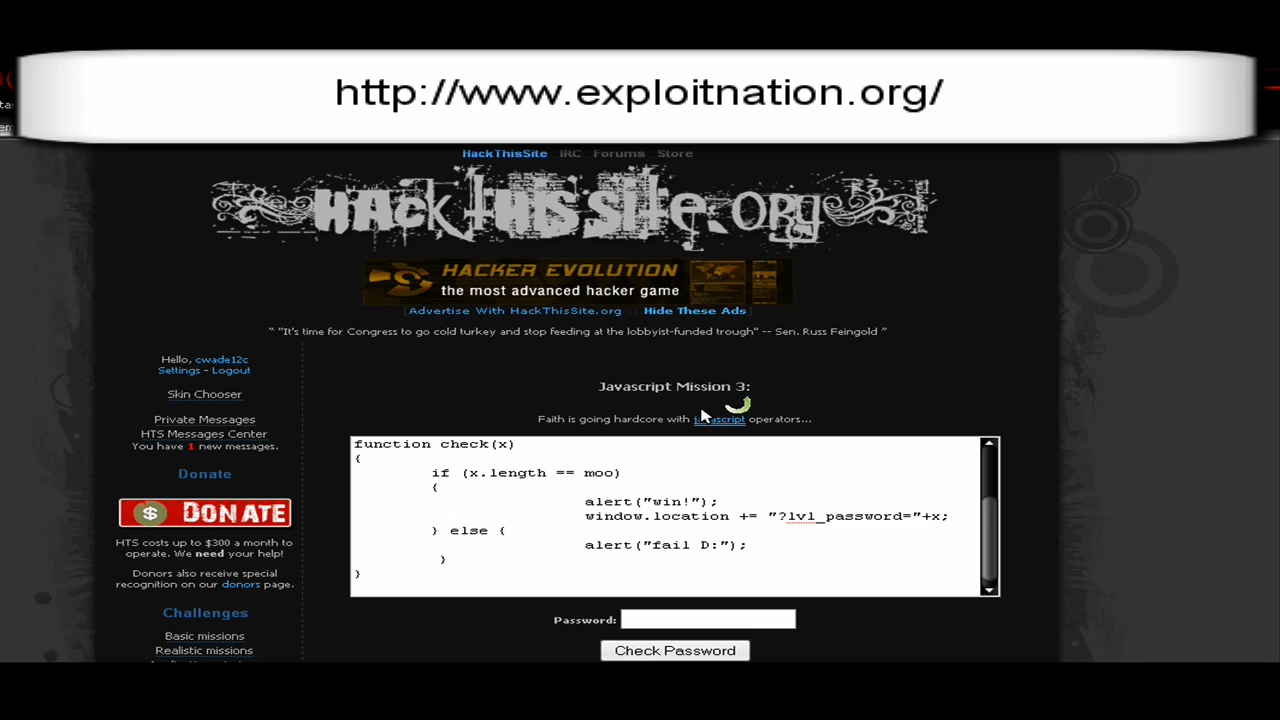 http://www.exploitnation.org/
HackThisSite IRC Forums Store
HackThisSite.org
HACKER EVOLUTION
the most advanced hacker game
[Advertise With HackThisSite.org :: Hide These Ads]
" "It's time for Congress to go cold turkey and stop feeding at the lobbyist-funded trough" -- Sen. Russ Feingold "
Hello, cwade12c
Settings - Logout
Skin Chooser
Private Messages
HTS Messages Center
You have 1 new messages.
Donate
$ DONATE
HTS costs up to $300 a month to
operate. We need your help!
Donors also receive special
recognition on our donors page.
Challenges
Basic missions
Realistic missions
Javascript Mission 3:
Faith is going hardcore with javascript operators...
function check(x)
{
if (x.length == moo)
{
alert("win!");
window.location += "?lvl_password="+x;
} else {
alert("fail D:");
}
}
Password:
Check Password